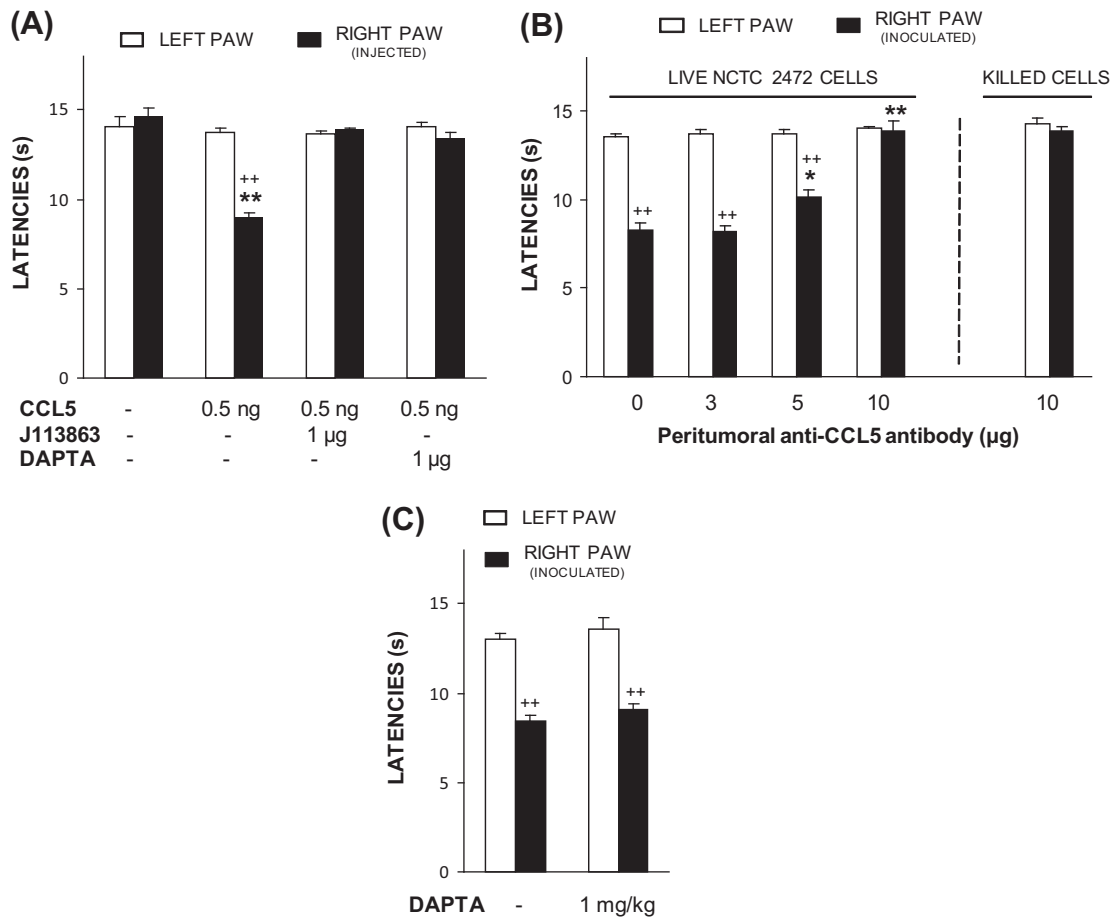 (A)
LEFT PAW
RIGHT PAW
(INJECTED)
LATENCIES (s)
15
10
5
0
++
**
CCL5 - 0.5 ng 0.5 ng 0.5 ng
J113863 - - 1 µg -
DAPTA - - - 1 µg
(B)
LEFT PAW
RIGHT PAW
(INOCULATED)
LIVE NCTC 2472 CELLS
KILLED CELLS
LATENCIES (s)
15
10
5
0
++
++
++
*
**
0 3 5 10 10
Peritumoral anti-CCL5 antibody (µg)
(C)
LEFT PAW
RIGHT PAW
(INOCULATED)
LATENCIES (s)
15
10
5
0
++
++
DAPTA - 1 mg/kg